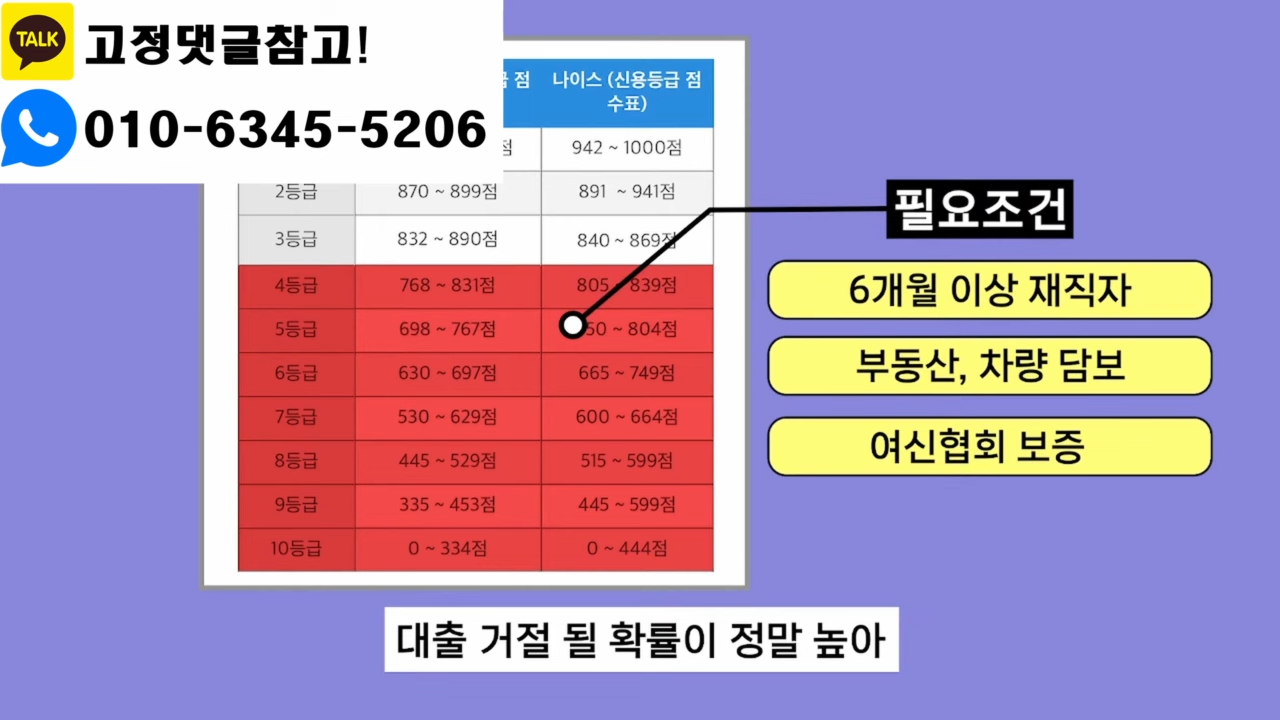 TALK
고정댓글참고!
010-6345-5206
점 나이스 (신용등급 점
수표)
점 942 ~ 1000점
2등급 870 ~ 899점 891 ~ 941점
3등급 832 ~ 890점 840 ~ 869점
4등급 768 ~ 831점 805 ~ 839점
5등급 698 ~ 767점 50 ~ 804점
6등급 630 ~ 697점 665 ~ 749점
7등급 530 ~ 629점 600 ~ 664점
8등급 445 ~ 529점 515 ~ 599점
9등급 335 ~ 453점 445 ~ 599점
10등급 0 ~ 334점 0 ~ 444점
필요조건
6개월 이상 재직자
부동산, 차량 담보
여신협회 보증
대출 거절 될 확률이 정말 높아